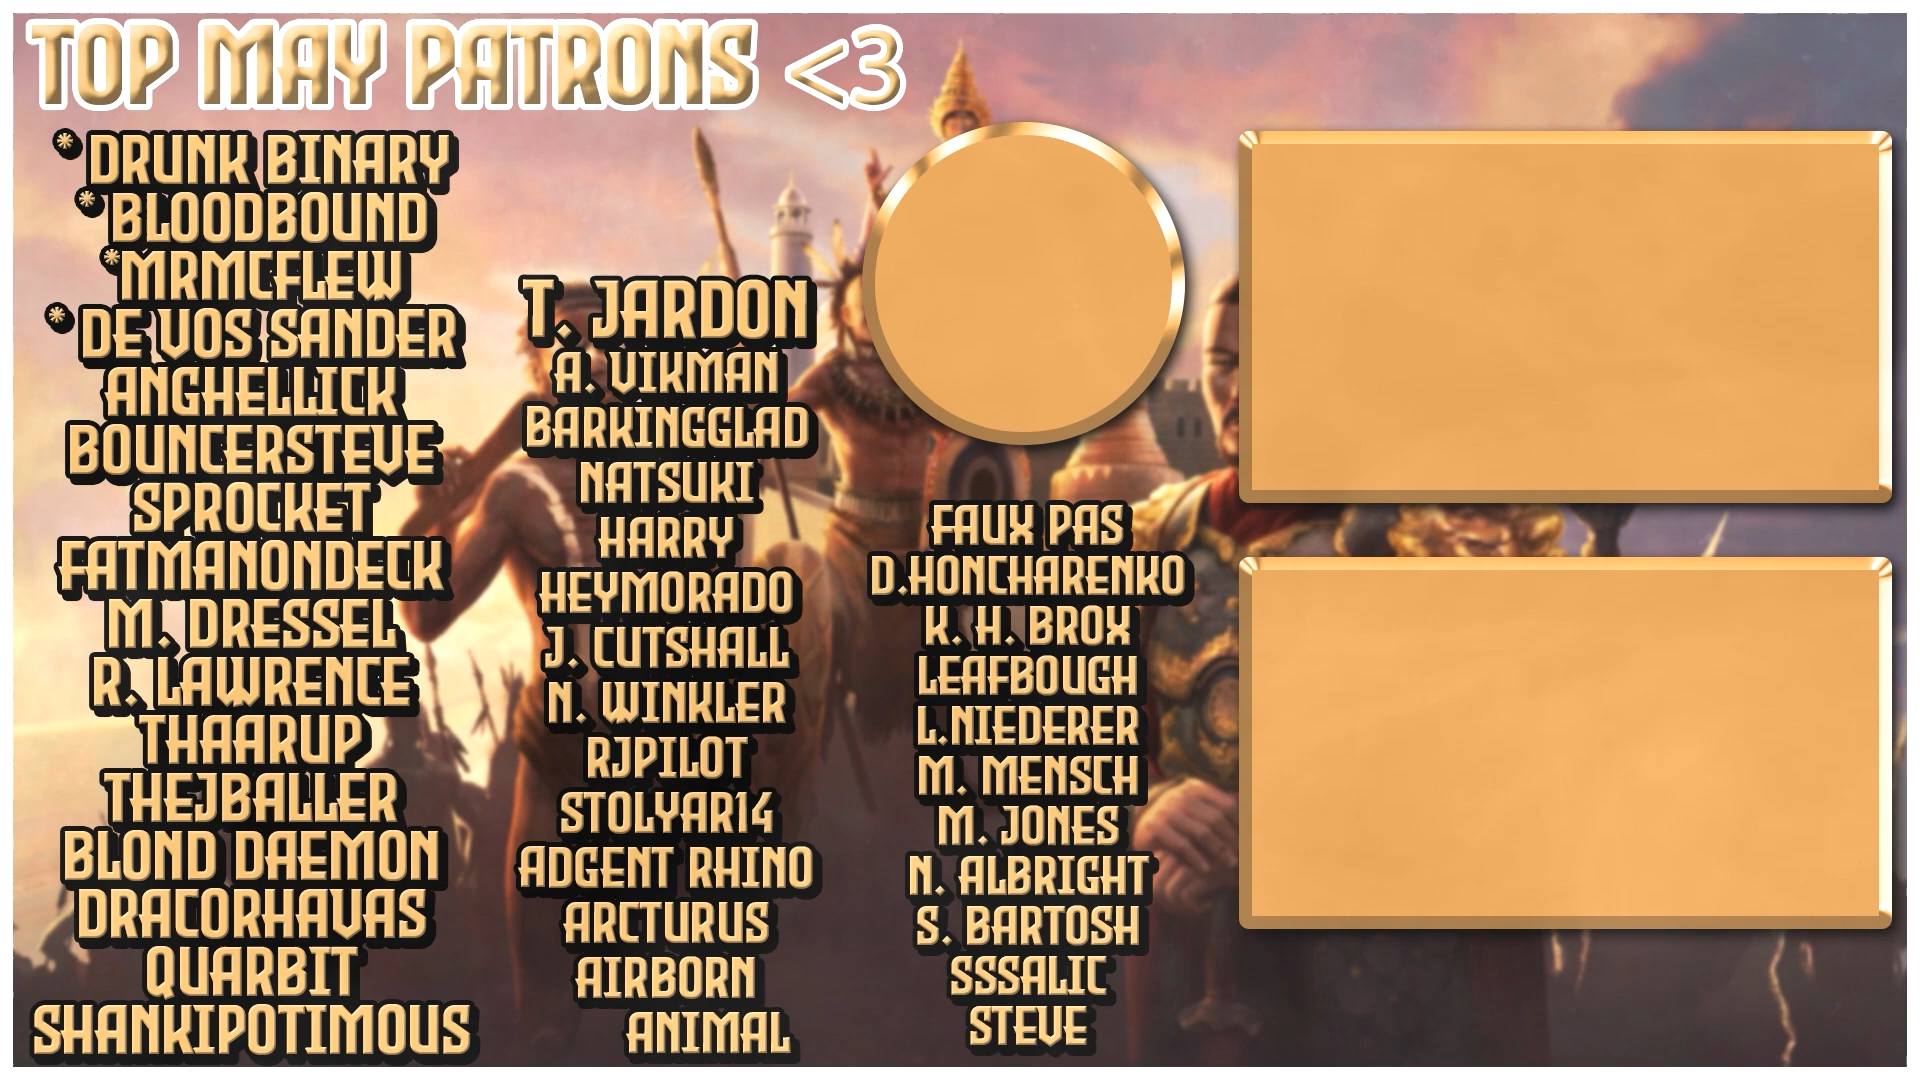 TOP MAY PATRONS <3
* DRUNK BINARY
* BLOODBOUND
* MRMCFLEW
* DE VOS SANDER
ANGHELLICK
BOUNCERSTEVE
SPROCKET
FATMANONDECK
M. DRESSEL
R. LAWRENCE
THAARUP
THEJBALLER
BLOND DAEMON
DRACORHAVAS
QUARBIT
SHANKIPOTIMOUS
T. JARDON
A. VIKMAN
BARKINGGLAD
NATSUKI
HARRY
HEYMORADO
J. CUTSHALL
N. WINKLER
RJPILOT
STOLYAR14
ADGENT RHINO
ARCTURUS
AIRBORN
ANIMAL
FAUX PAS
D.HONCHARENKO
K. H. BROX
LEAFBOUGH
L.NIEDERER
M. MENSCH
M. JONES
N. ALBRIGHT
S. BARTOSH
SSSALIC
STEVE